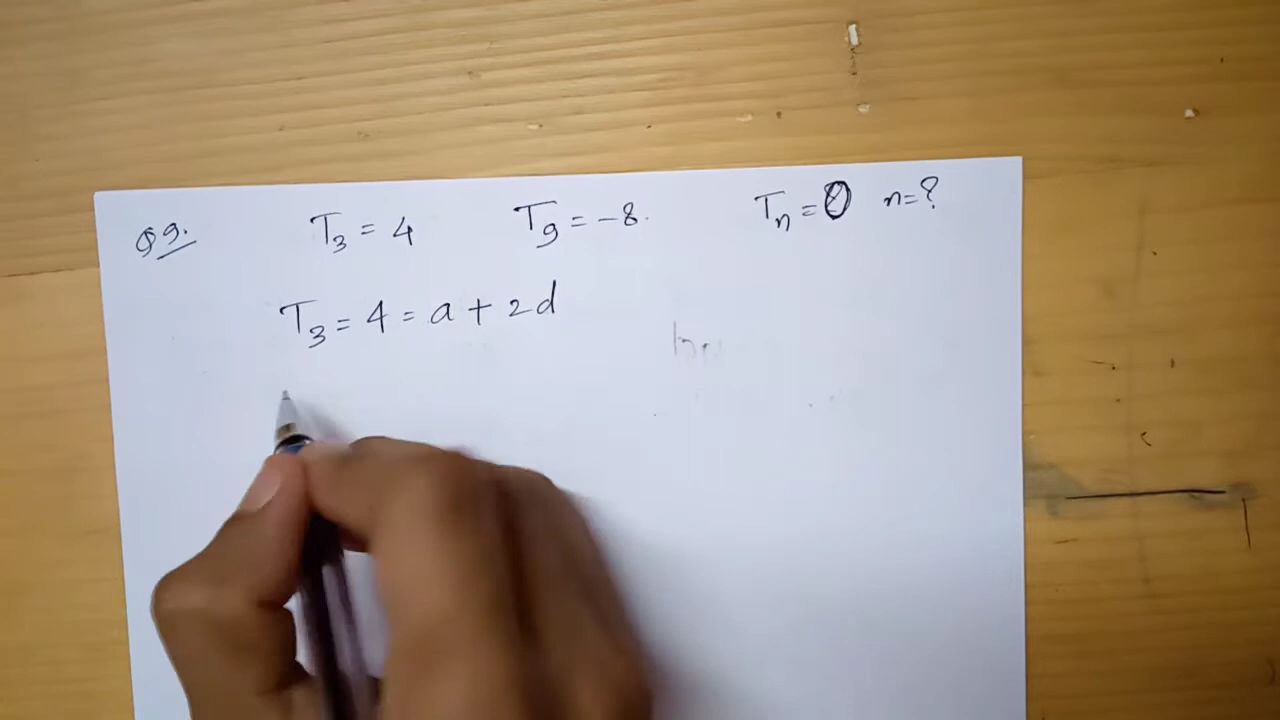 Q9. T₃ = 4 T₉ = -8. Tₙ = 0 n = ?
T₃ = 4 = a + 2d